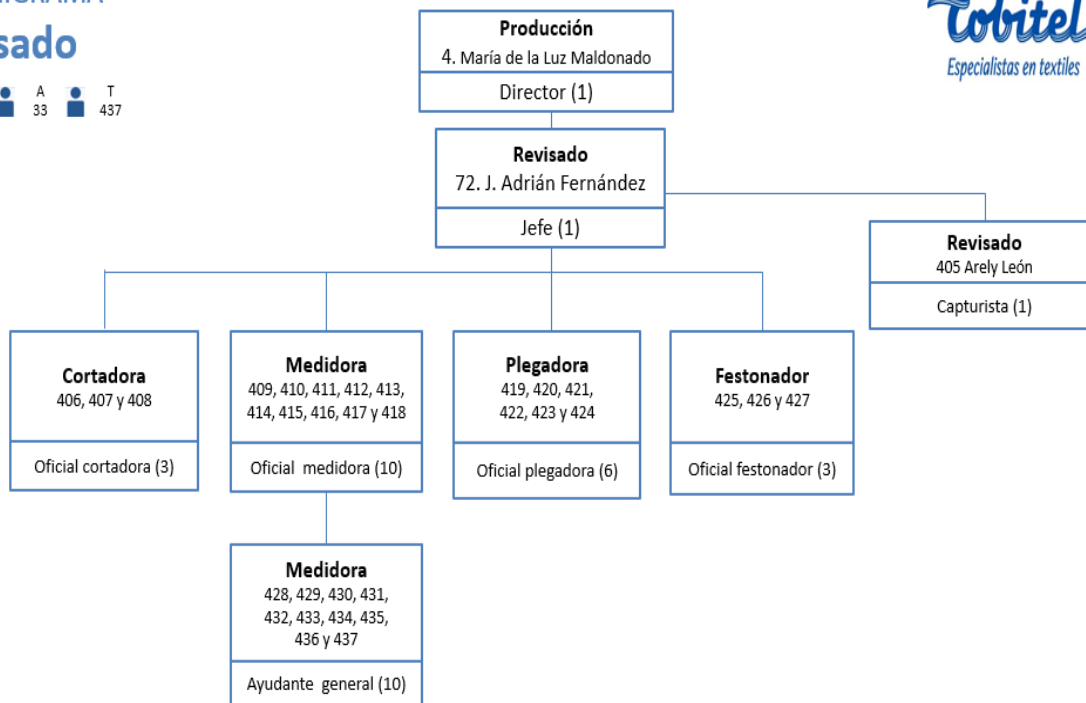 Revisado
A
33
T
437
Tobitel
Especialistas en textiles
Producción
4. María de la Luz Maldonado
Director (1)
Revisado
72. J. Adrián Fernández
Jefe (1)
Revisado
405 Arely León
Capturista (1)
Cortadora
406, 407 y 408
Oficial cortadora (3)
Medidora
409, 410, 411, 412, 413,
414, 415, 416, 417 y 418
Oficial medidora (10)
Plegadora
419, 420, 421,
422, 423 y 424
Oficial plegadora (6)
Festonador
425, 426 y 427
Oficial festonador (3)
Medidora
428, 429, 430, 431,
432, 433, 434, 435,
436 y 437
Ayudante general (10)